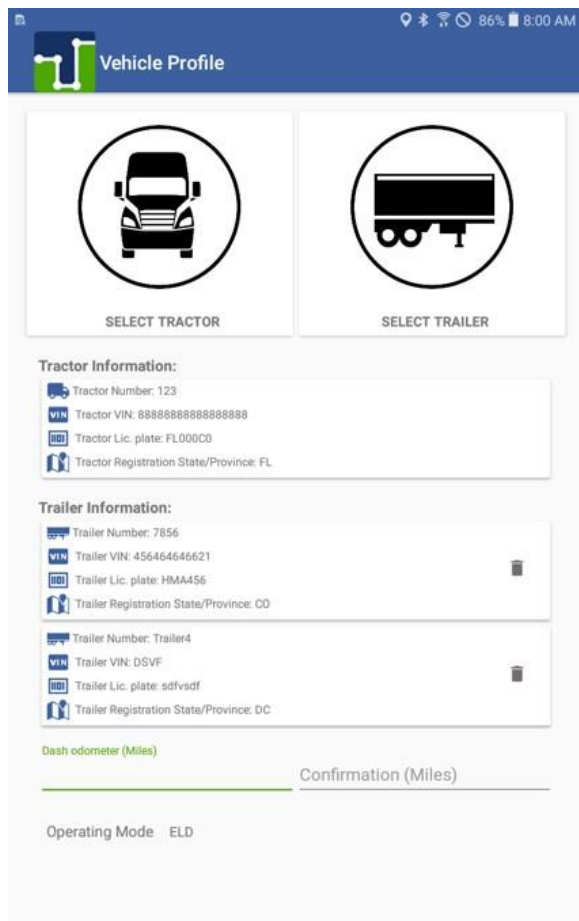 86% 8:00 AM
Vehicle Profile
SELECT TRACTOR
SELECT TRAILER
Tractor Information:
Tractor Number: 123
VIN Tractor VIN: 88888888888888888
Tractor Lic. plate: FL000C0
Tractor Registration State/Province: FL
Trailer Information:
Trailer Number: 7856
VIN Trailer VIN: 456464646621
Trailer Lic. plate: HMA456
Trailer Registration State/Province: CO
Trailer Number: Trailer4
VIN Trailer VIN: DSVF
Trailer Lic. plate: sdfvsdf
Trailer Registration State/Province: DC
Dash odometer (Miles)
Confirmation (Miles)
Operating Mode ELD